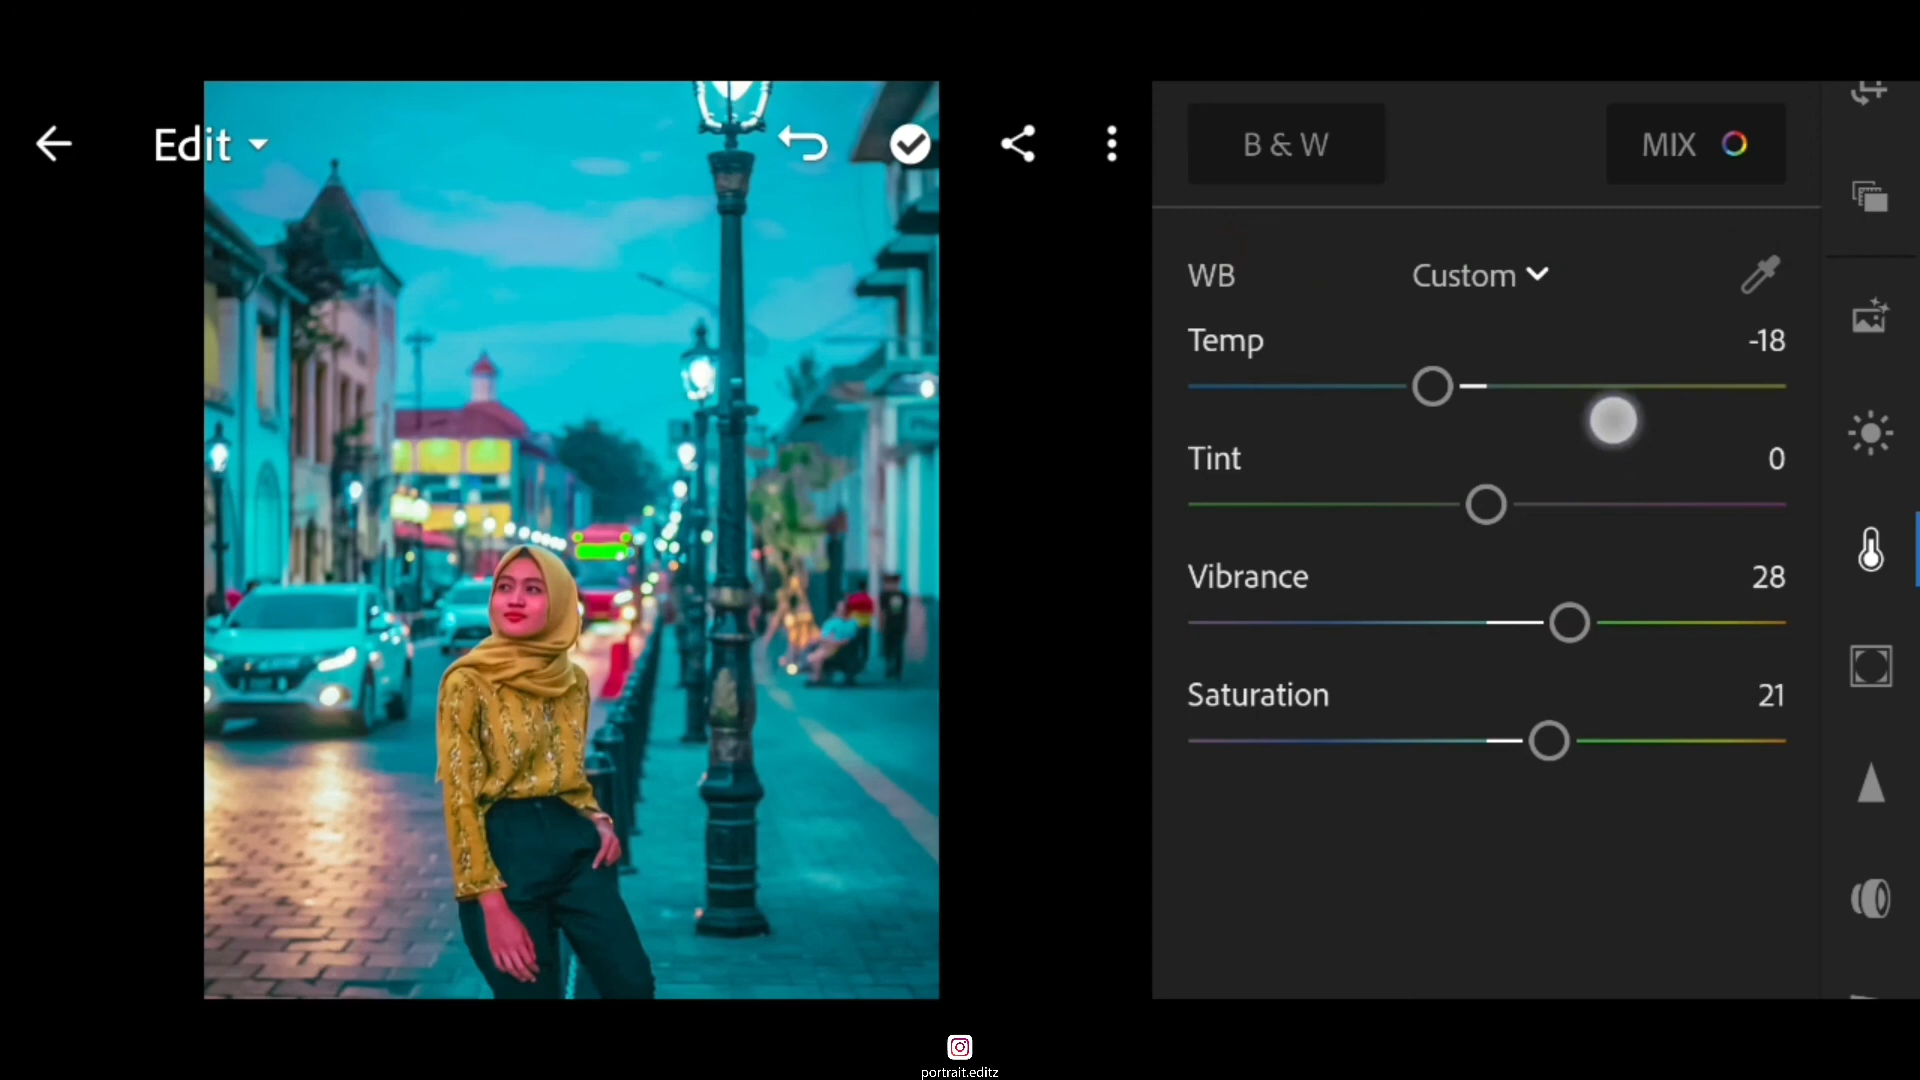 Edit
B & W
MIX
WB
Custom
Temp
-18
Tint
0
Vibrance
28
Saturation
21
portrait.editz